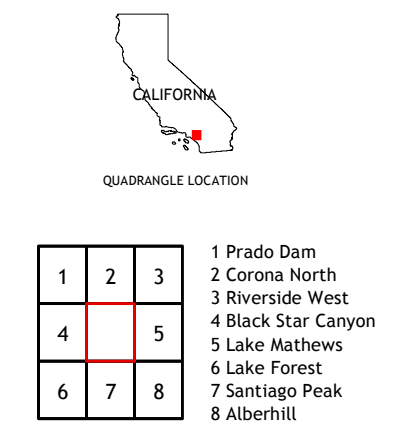 CALIFORNIA
QUADRANGLE LOCATION
1 2 3
4 5
6 7 8
1 Prado Dam
2 Corona North
3 Riverside West
4 Black Star Canyon
5 Lake Mathews
6 Lake Forest
7 Santiago Peak
8 Alberhill